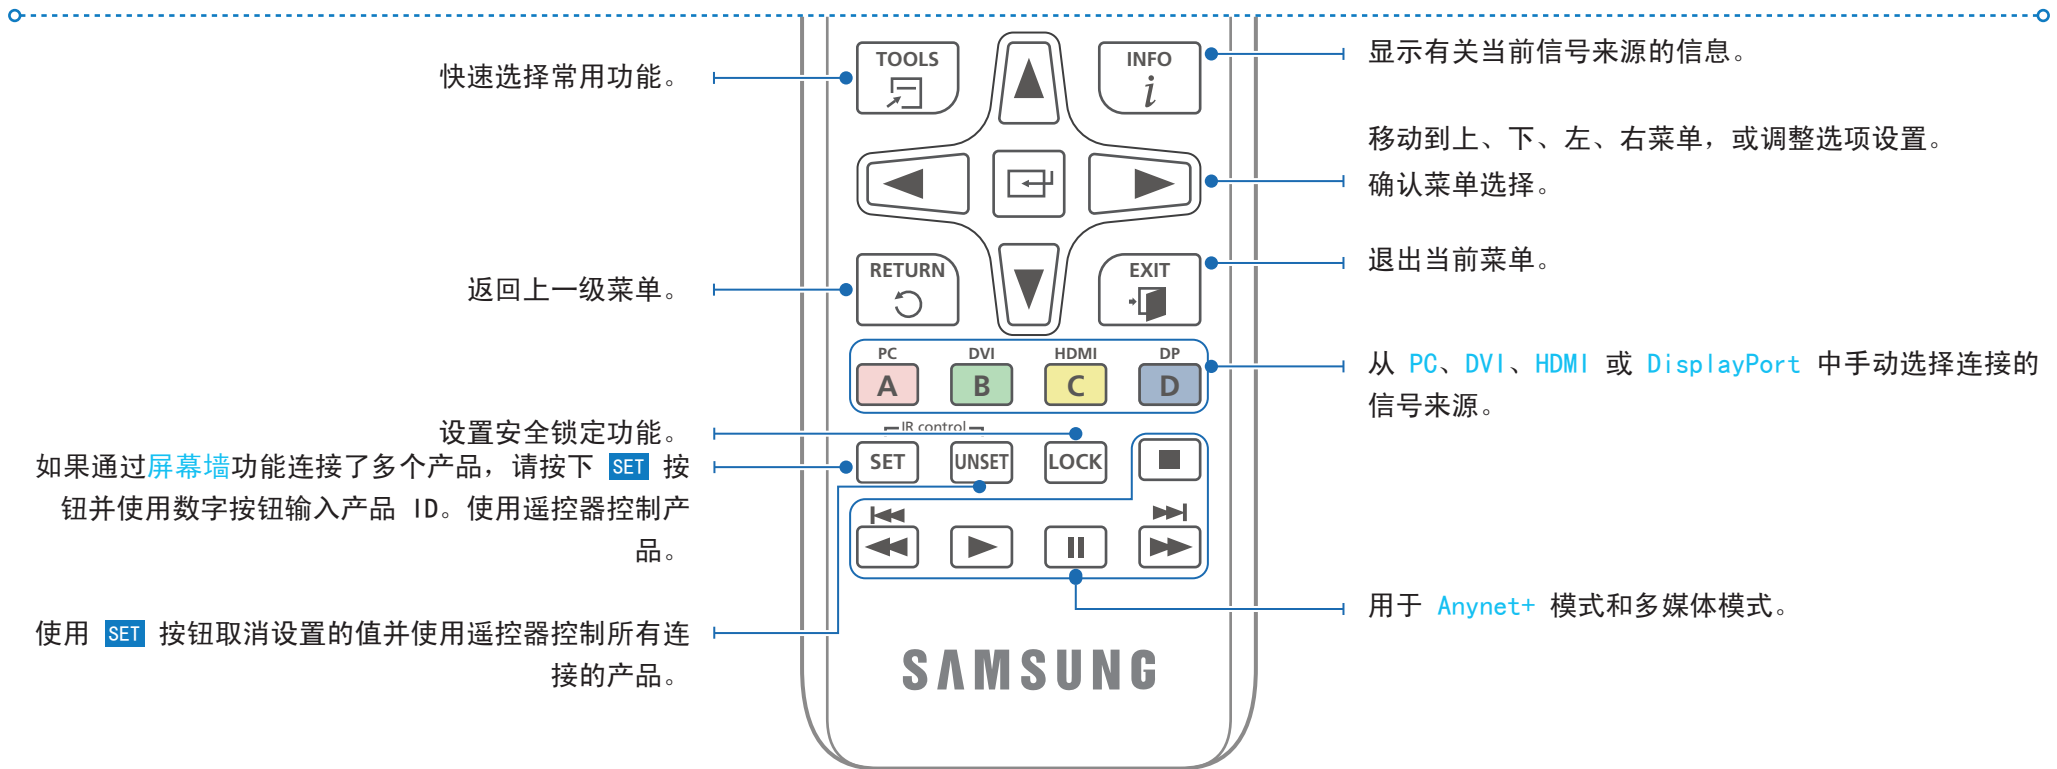 快速选择常用功能。
返回上一级菜单。
设置安全锁定功能。
如果通过屏幕墙功能连接了多个产品，请按下 SET 按
钮并使用数字按钮输入产品 ID。使用遥控器控制产
品。
使用 SET 按钮取消设置的值并使用遥控器控制所有连
接的产品。
TOOLS
INFO
i
RETURN
EXIT
PC DVI HDMI DP
A B C D
IR control
SET UNSET LOCK
SAMSUNG
显示有关当前信号来源的信息。
移动到上、下、左、右菜单，或调整选项设置。
确认菜单选择。
退出当前菜单。
从 PC、DVI、HDMI 或 DisplayPort 中手动选择连接的
信号来源。
用于 Anynet+ 模式和多媒体模式。